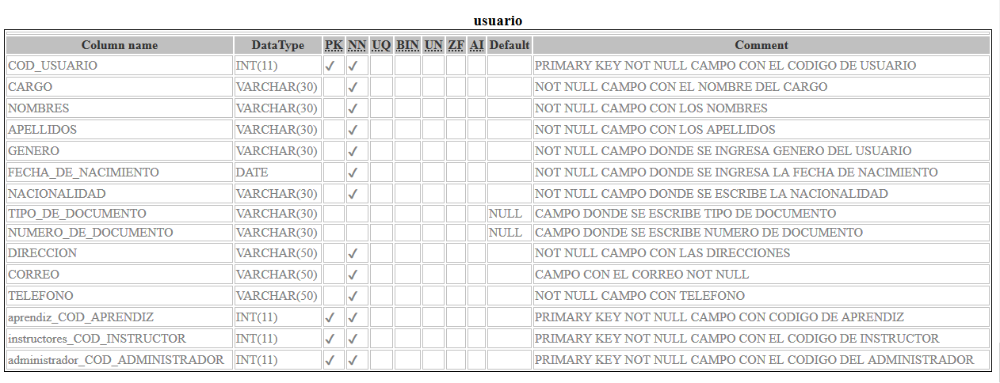 usuario
Column name DataType PK NN UQ BIN UN ZF AI Default Comment
COD_USUARIO INT(11) ✔ ✔ PRIMARY KEY NOT NULL CAMPO CON EL CODIGO DE USUARIO
CARGO VARCHAR(30) ✔ NOT NULL CAMPO CON EL NOMBRE DEL CARGO
NOMBRES VARCHAR(30) ✔ NOT NULL CAMPO CON LOS NOMBRES
APELLIDOS VARCHAR(30) ✔ NOT NULL CAMPO CON LOS APELLIDOS
GENERO VARCHAR(30) ✔ NOT NULL CAMPO DONDE SE INGRESA GENERO DEL USUARIO
FECHA_DE_NACIMIENTO DATE ✔ NOT NULL CAMPO DONDE SE INGRESA LA FECHA DE NACIMIENTO
NACIONALIDAD VARCHAR(30) ✔ NOT NULL CAMPO DONDE SE ESCRIBE LA NACIONALIDAD
TIPO_DE_DOCUMENTO VARCHAR(30) NULL CAMPO DONDE SE ESCRIBE TIPO DE DOCUMENTO
NUMERO_DE_DOCUMENTO VARCHAR(30) NULL CAMPO DONDE SE ESCRIBE NUMERO DE DOCUMENTO
DIRECCION VARCHAR(50) ✔ NOT NULL CAMPO CON LAS DIRECCIONES
CORREO VARCHAR(50) ✔ CAMPO CON EL CORREO NOT NULL
TELEFONO VARCHAR(50) ✔ NOT NULL CAMPO CON TELEFONO
aprendiz_COD_APRENDIZ INT(11) ✔ ✔ PRIMARY KEY NOT NULL CAMPO CON CODIGO DE APRENDIZ
instructores_COD_INSTRUCTOR INT(11) ✔ ✔ PRIMARY KEY NOT NULL CAMPO CON EL CODIGO DE INSTRUCTOR
administrador_COD_ADMINISTRADOR INT(11) ✔ ✔ PRIMARY KEY NOT NULL CAMPO CON EL CODIGO DEL ADMINISTRADOR